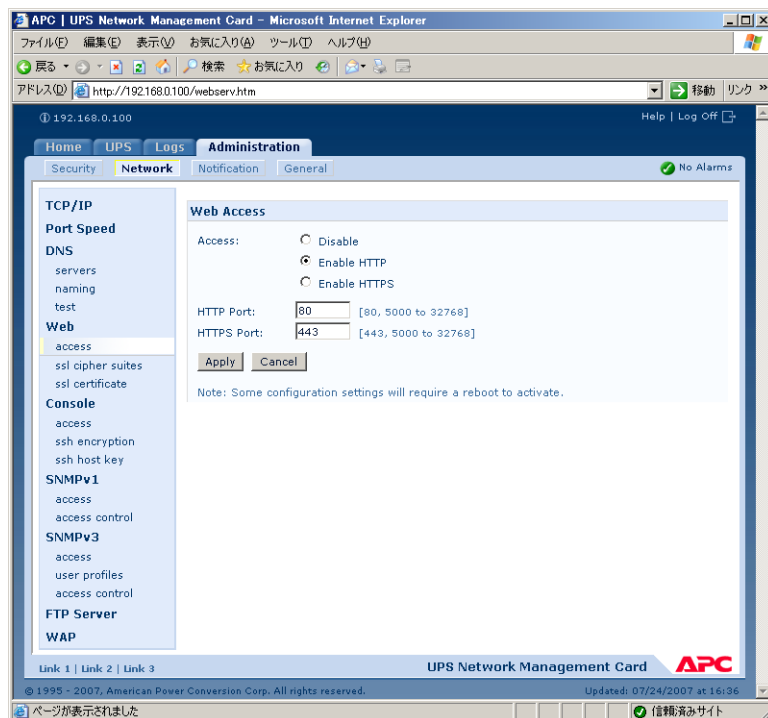 APC | UPS Network Management Card - Microsoft Internet Explorer
ファイル(F) 編集(E) 表示(V) お気に入り(A) ツール(T) ヘルプ(H)
戻る 検索 お気に入り
アドレス(D) http://192.168.0.100/webserv.htm 移動 リンク »
192.168.0.100 Help | Log Off
Home UPS Logs Administration
Security Network Notification General No Alarms
TCP/IP
Port Speed
DNS
servers
naming
test
Web
access
ssl cipher suites
ssl certificate
Console
access
ssh encryption
ssh host key
SNMPv1
access
access control
SNMPv3
access
user profiles
access control
FTP Server
WAP
Web Access
Access: Disable
Enable HTTP
Enable HTTPS
HTTP Port: 80 [80, 5000 to 32768]
HTTPS Port: 443 [443, 5000 to 32768]
Apply Cancel
Note: Some configuration settings will require a reboot to activate.
Link 1 | Link 2 | Link 3 UPS Network Management Card APC
© 1995 - 2007, American Power Conversion Corp. All rights reserved. Updated: 07/24/2007 at 16:36
ページが表示されました 信頼済みサイト